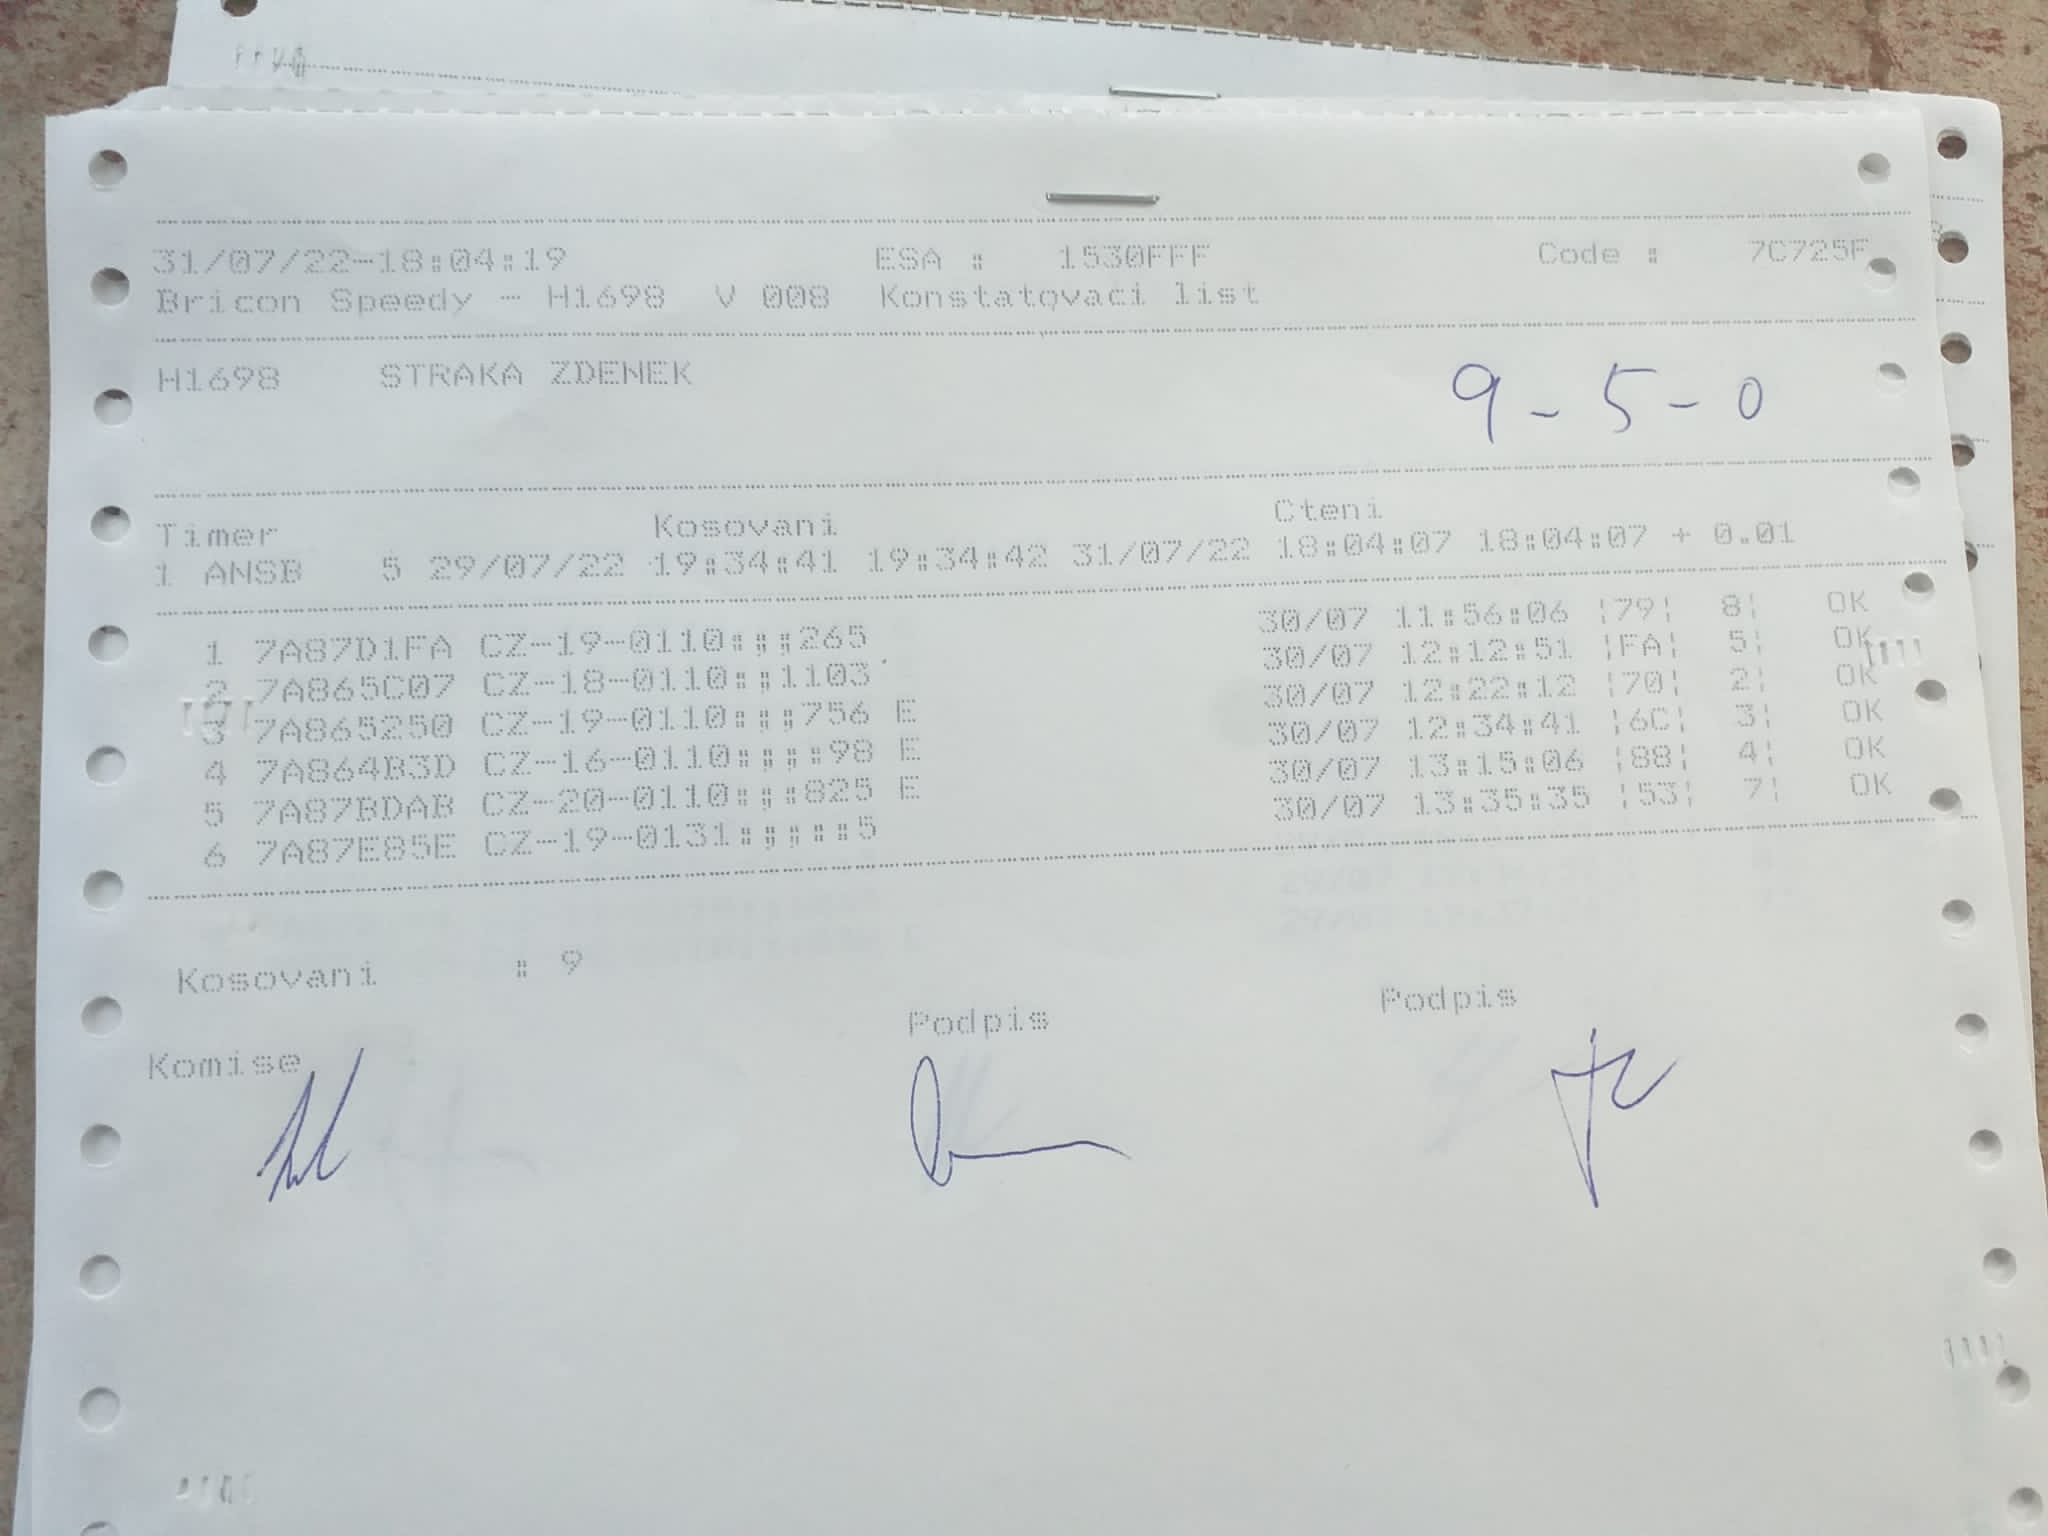 31/07/22-18:04:19 ESA : 1530FFF Code : 7C725F
Bricon Speedy - H1698 V 008 Konstatovaci list
H1698 STRAKA ZDENEK
9 - 5 - 0
Timer Kosovani Cteni
1 ANSB 5 29/07/22 19:34:41 19:34:42 31/07/22 18:04:07 18:04:07 + 0.01
1 7A87D1FA CZ-19-0110:;;265 30/07 11:56:06 ¦79¦ 8¦ OK
2 7A865C07 CZ-18-0110:;1103 30/07 12:12:51 ¦FA¦ 5¦ OK
3 7A865250 CZ-19-0110:;;756 E 30/07 12:22:12 ¦70¦ 2¦ OK
4 7A864B3D CZ-16-0110:;;:98 E 30/07 12:34:41 ¦6C¦ 3¦ OK
5 7A87BDAB CZ-20-0110:;:825 E 30/07 13:15:06 ¦88¦ 4¦ OK
6 7A87E85E CZ-19-0131:;;::5 30/07 13:35:35 ¦53¦ 7¦ OK
Kosovani : 9
Komise Podpis Podpis